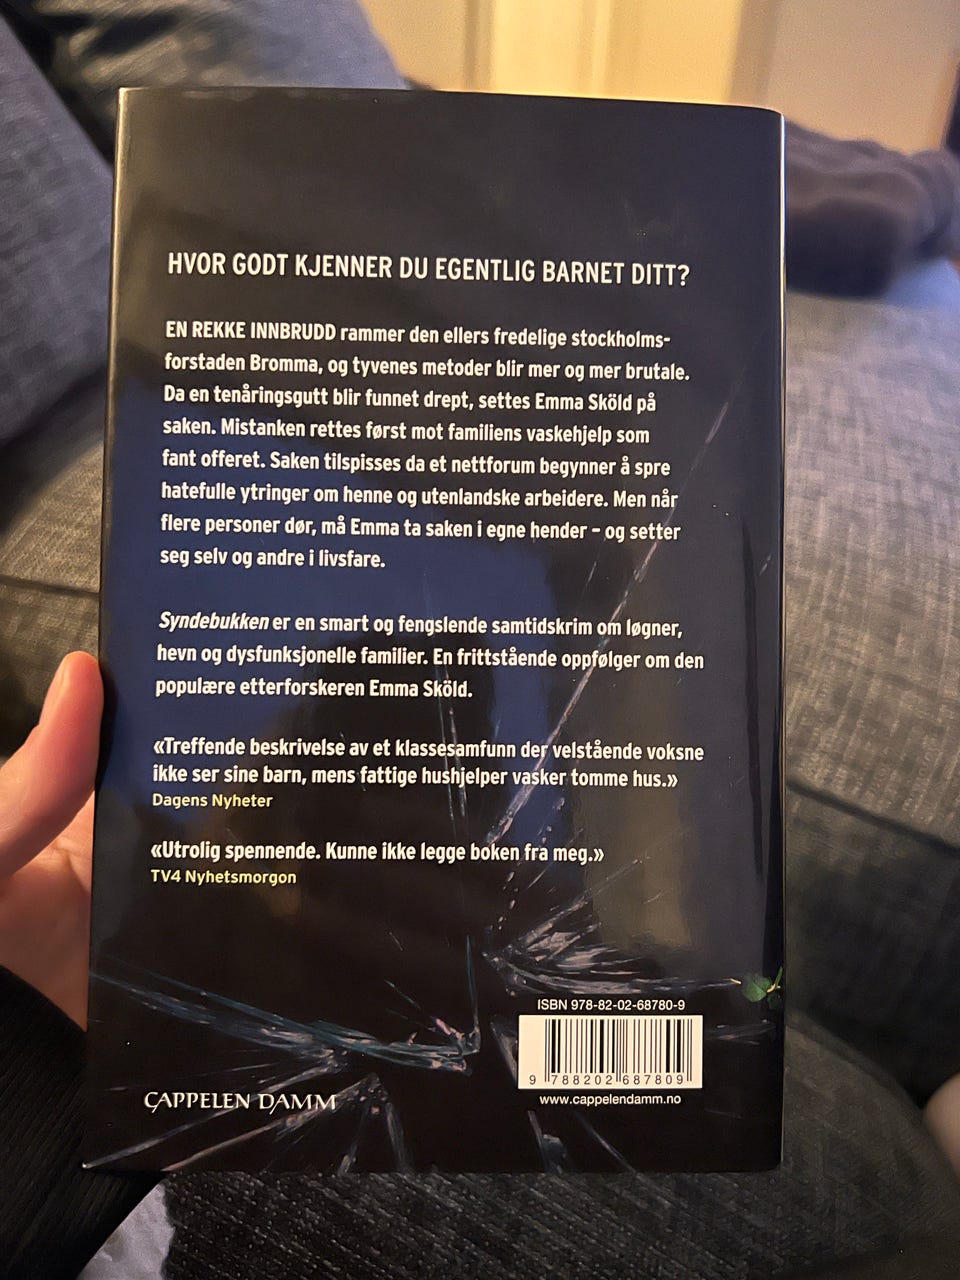 HVOR GODT KJENNER DU EGENTLIG BARNET DITT?
EN REKKE INNBRUDD rammer den ellers fredelige stockholms-
forstaden Bromma, og tyvenes metoder blir mer og mer brutale.
Da en tenåringsgutt blir funnet drept, settes Emma Sköld på
saken. Mistanken rettes først mot familiens vaskehjelp som
fant offeret. Saken tilspisses da et nettforum begynner å spre
hatefulle ytringer om henne og utenlandske arbeidere. Men når
flere personer dør, må Emma ta saken i egne hender – og setter
seg selv og andre i livsfare.
Syndebukken er en smart og fengslende samtidskrim om løgner,
hevn og dysfunksjonelle familier. En frittstående oppfølger om den
populære etterforskeren Emma Sköld.
«Treffende beskrivelse av et klassesamfunn der velstående voksne
ikke ser sine barn, mens fattige hushjelper vasker tomme hus.»
Dagens Nyheter
«Utrolig spennende. Kunne ikke legge boken fra meg.»
TV4 Nyhetsmorgon
ISBN 978-82-02-68780-9
9 788202 687809
www.cappelendamm.no
CAPPELEN DAMM